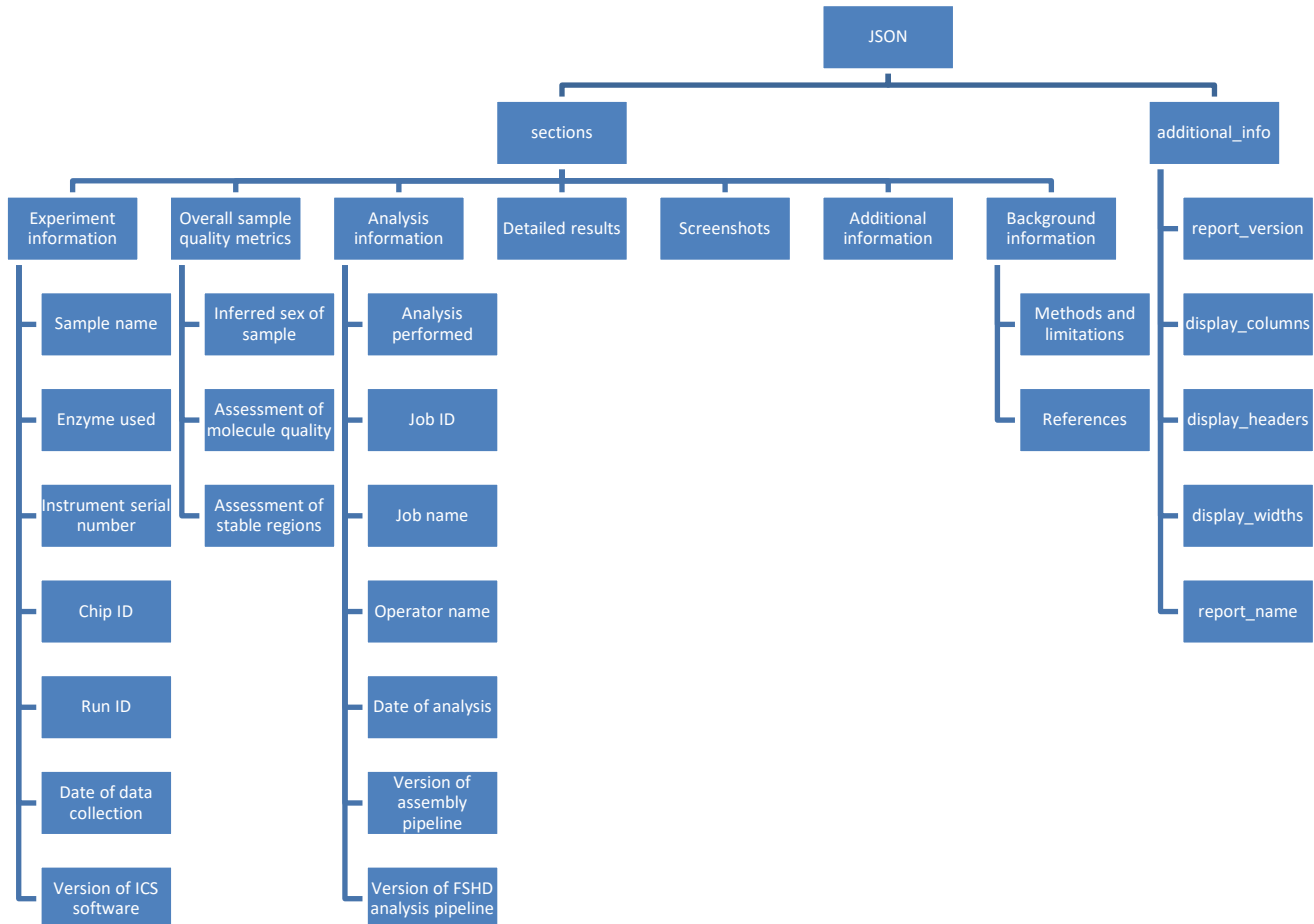 JSON
sections
additional_info
Experiment
information
Overall sample
quality metrics
Analysis
information
Detailed results
Screenshots
Additional
information
Background
information
report_version
Sample name
Inferred sex of
sample
Analysis
performed
Methods and
limitations
display_columns
Enzyme used
Assessment of
molecule quality
Job ID
References
display_headers
Instrument serial
number
Assessment of
stable regions
Job name
display_widths
Chip ID
Operator name
report_name
Run ID
Date of analysis
Date of data
collection
Version of
assembly
pipeline
Version of ICS
software
Version of FSHD
analysis pipeline